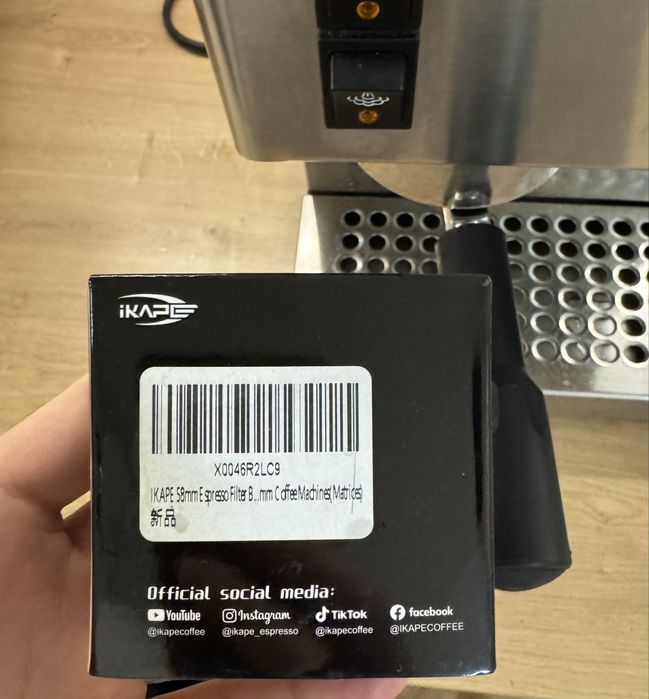 iKAPE
X0046R2LC9
IKAPE 58mm Espresso Filter B...mm Coffee Machines(Matrices)
新品
Official social media:
YouTube Instagram TikTok facebook
@ikapecoffee @ikape_espresso @ikapecoffee @IKAPECOFFEE